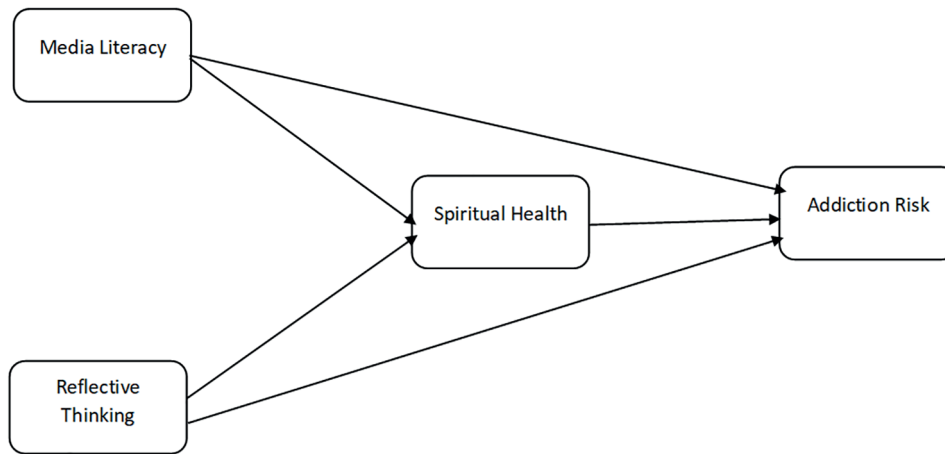 Media Literacy
Spiritual Health
Addiction Risk
Reflective
Thinking